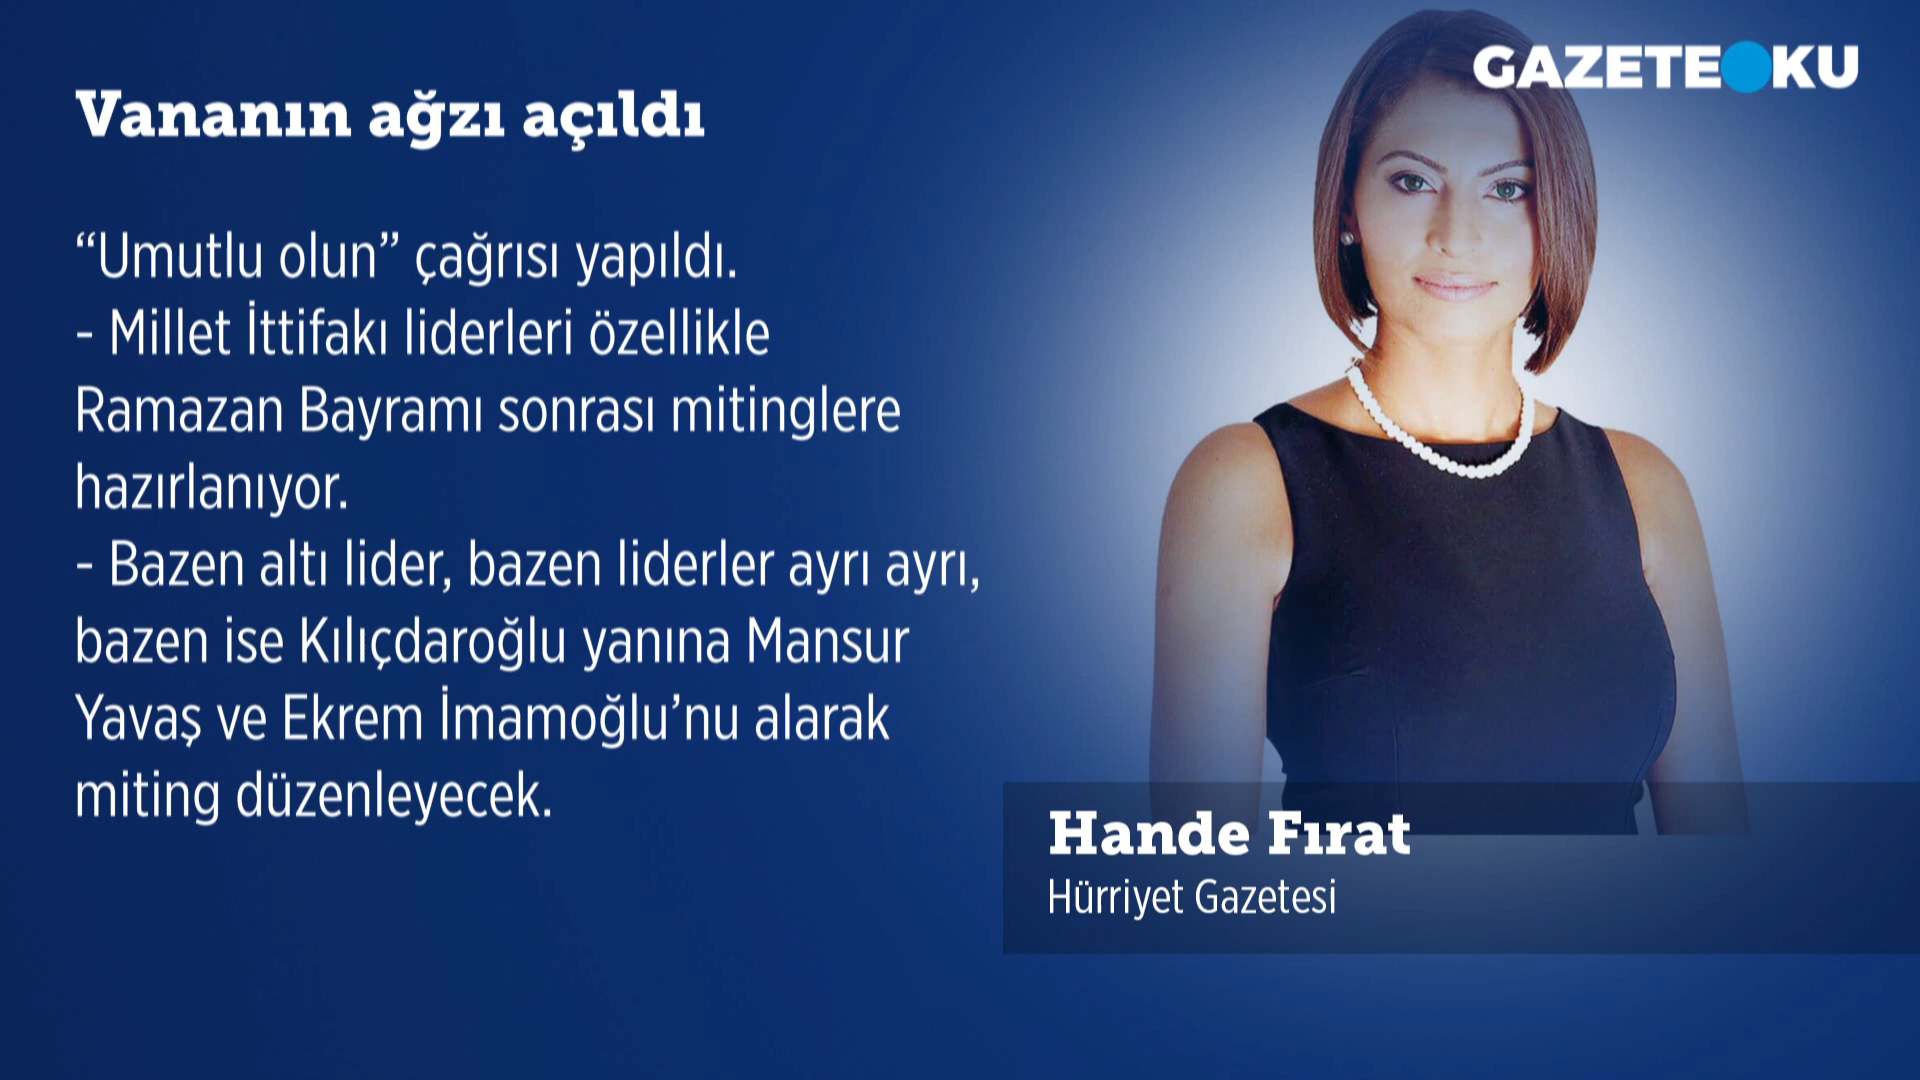 GAZETE KU
Vananın ağzı açıldı
“Umutlu olun” çağrısı yapıldı.
- Millet İttifakı liderleri özellikle
Ramazan Bayramı sonrası mitinglere
hazırlanıyor.
- Bazen altı lider, bazen liderler ayrı ayrı,
bazen ise Kılıçdaroğlu yanına Mansur
Yavaş ve Ekrem İmamoğlu’nu alarak
miting düzenleyecek.
Hande Fırat
Hürriyet Gazetesi